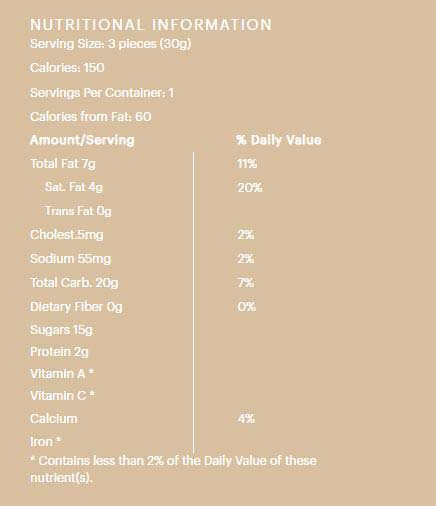 NUTRITIONAL INFORMATION
Serving Size: 3 pieces (30g)
Calories: 150
Servings Per Container: 1
Calories from Fat: 60
Amount/Serving % Daily Value
Total Fat 7g 11%
Sat. Fat 4g 20%
Trans Fat 0g
Cholest.5mg 2%
Sodium 55mg 2%
Total Carb. 20g 7%
Dietary Fiber 0g 0%
Sugars 15g
Protein 2g
Vitamin A *
Vitamin C *
Calcium 4%
Iron *
* Contains less than 2% of the Daily Value of these
nutrient(s).